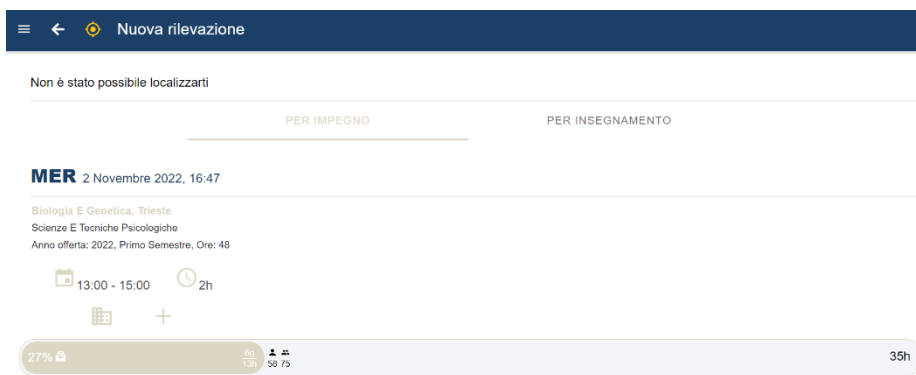 Nuova rilevazione
Non è stato possibile localizzarti
PER IMPEGNO PER INSEGNAMENTO
MER 2 Novembre 2022, 16:47
Biologia E Genetica, Trieste
Scienze E Tecniche Psicologiche
Anno offerta: 2022, Primo Semestre, Ore: 48
13:00 - 15:00 2h
27% 6g 13h 58 75 35h